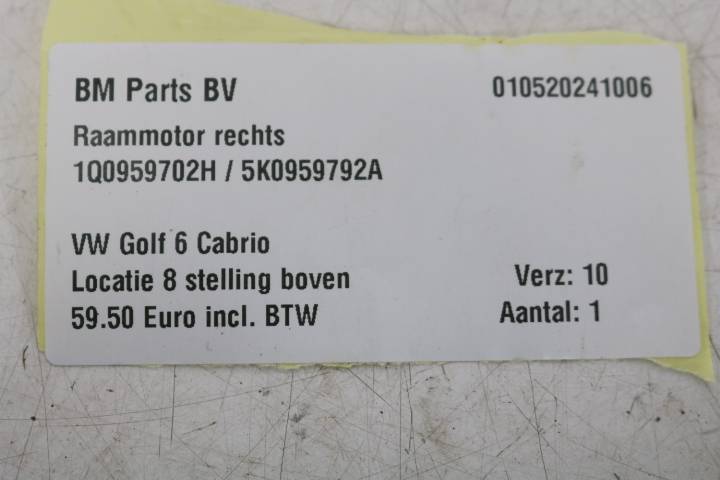 BM Parts BV 010520241006
Raammotor rechts
1Q0959702H / 5K0959792A
VW Golf 6 Cabrio
Locatie 8 stelling boven Verz: 10
59.50 Euro incl. BTW Aantal: 1